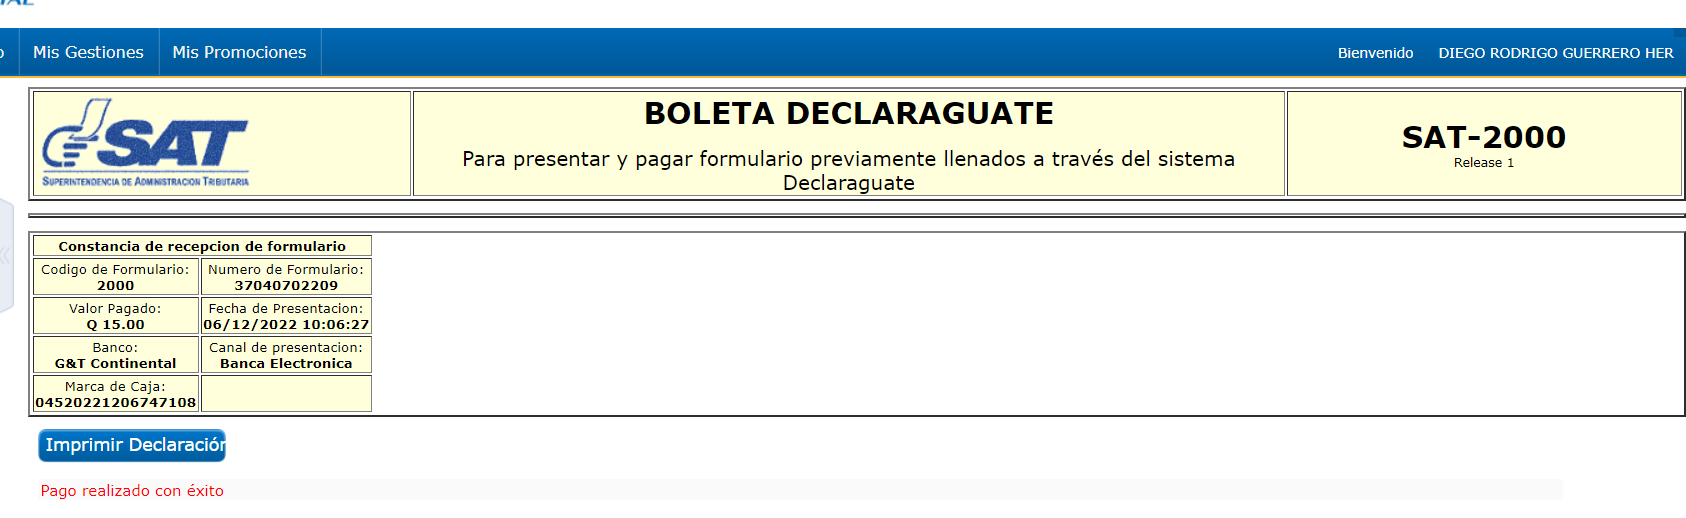 Mis Gestiones Mis Promociones Bienvenido DIEGO RODRIGO GUERRERO HER
SAT
SUPERINTENDENCIA DE ADMINISTRACION TRIBUTARIA
BOLETA DECLARAGUATE
Para presentar y pagar formulario previamente llenados a través del sistema
Declaraguate
SAT-2000
Release 1
Constancia de recepcion de formulario
Codigo de Formulario:
2000
Numero de Formulario:
37040702209
Valor Pagado:
Q 15.00
Fecha de Presentacion:
06/12/2022 10:06:27
Banco:
G&T Continental
Canal de presentacion:
Banca Electronica
Marca de Caja:
04520221206747108
Imprimir Declaración
Pago realizado con éxito